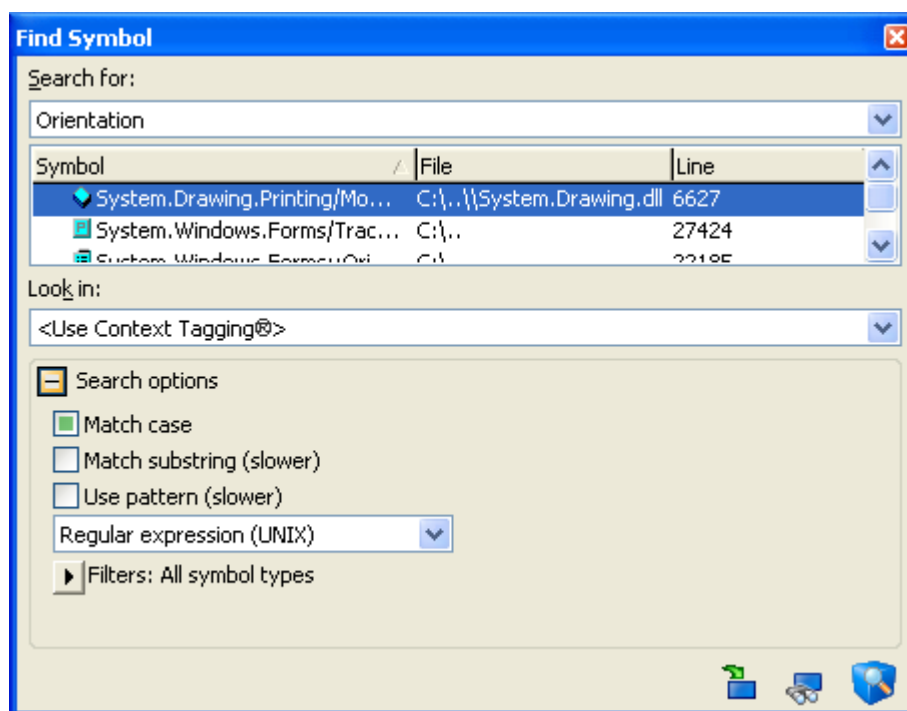 Find Symbol
Search for:
Orientation
Symbol File Line
System.Drawing.Printing/Mo... C:\..\\System.Drawing.dll 6627
System.Windows.Forms/Trac... C:\.. 27424
Look in:
<Use Context Tagging®>
Search options
Match case
Match substring (slower)
Use pattern (slower)
Regular expression (UNIX)
Filters: All symbol types